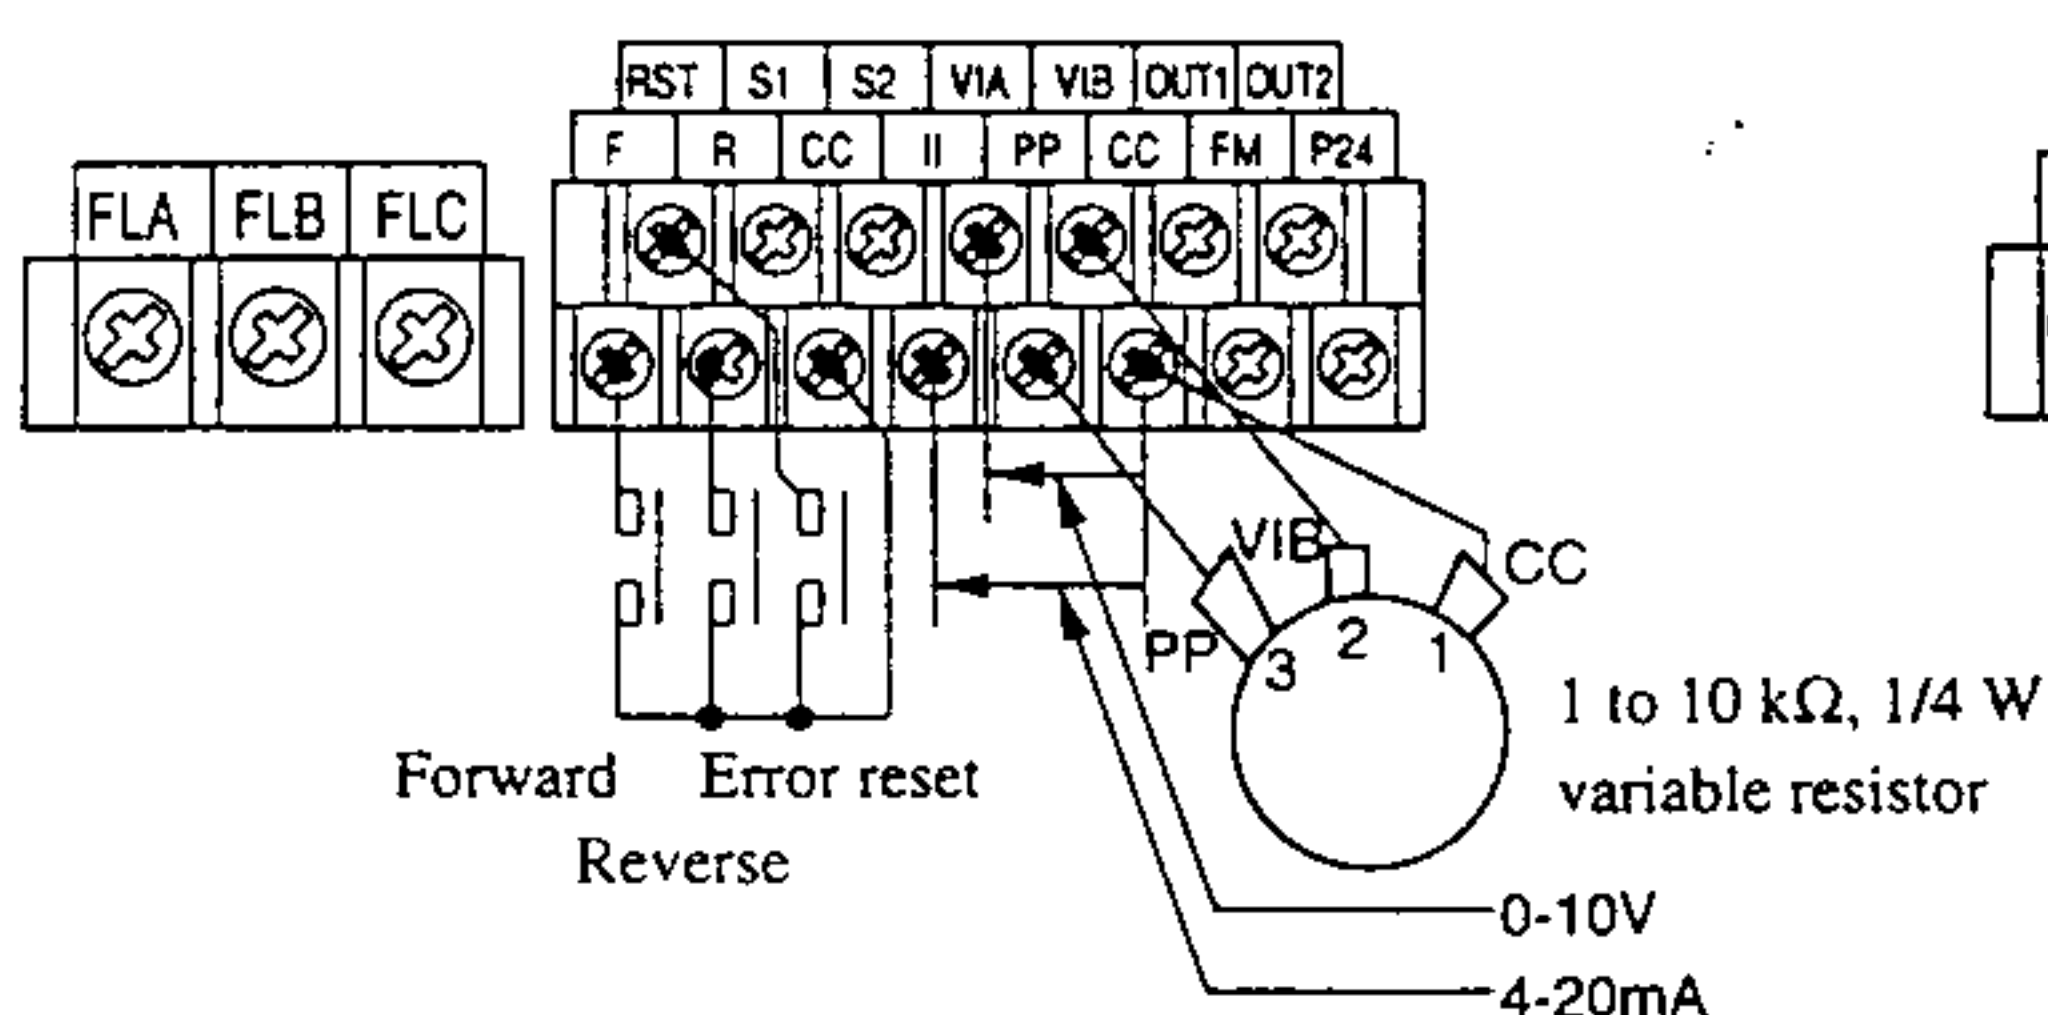 RST S1 S2 VIA VIB OUT1 OUT2
F R CC II PP CC FM P24
FLA FLB FLC
VIB
CC
PP
3 2 1
1 to 10 kΩ, 1/4 W
variable resistor
Forward Error reset
Reverse
0-10V
4-20mA